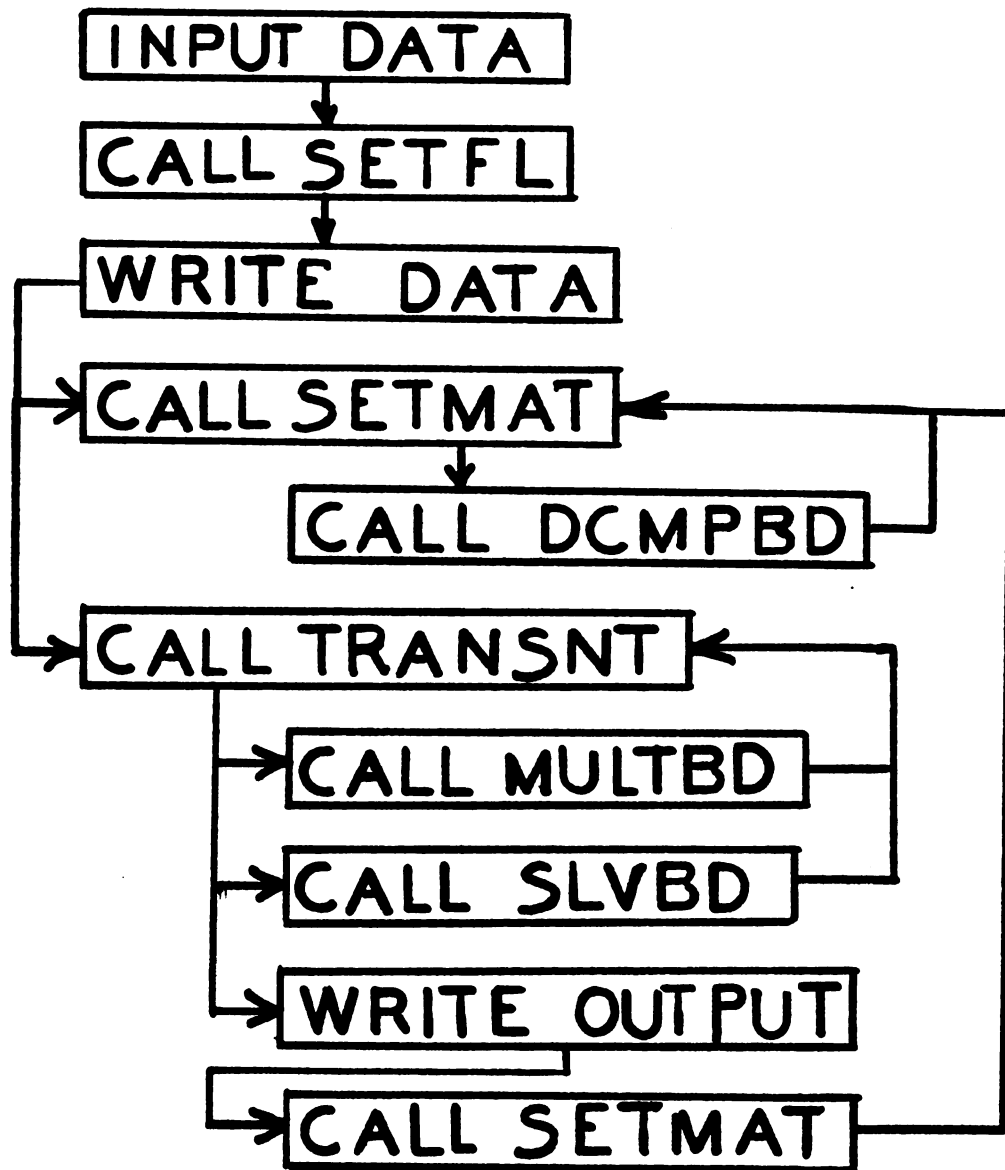 INPUT DATA
CALL SETFL
WRITE DATA
CALL SETMAT
CALL DCMPBD
CALL TRANSNT
CALL MULTBD
CALL SLVBD
WRITE OUTPUT
CALL SETMAT